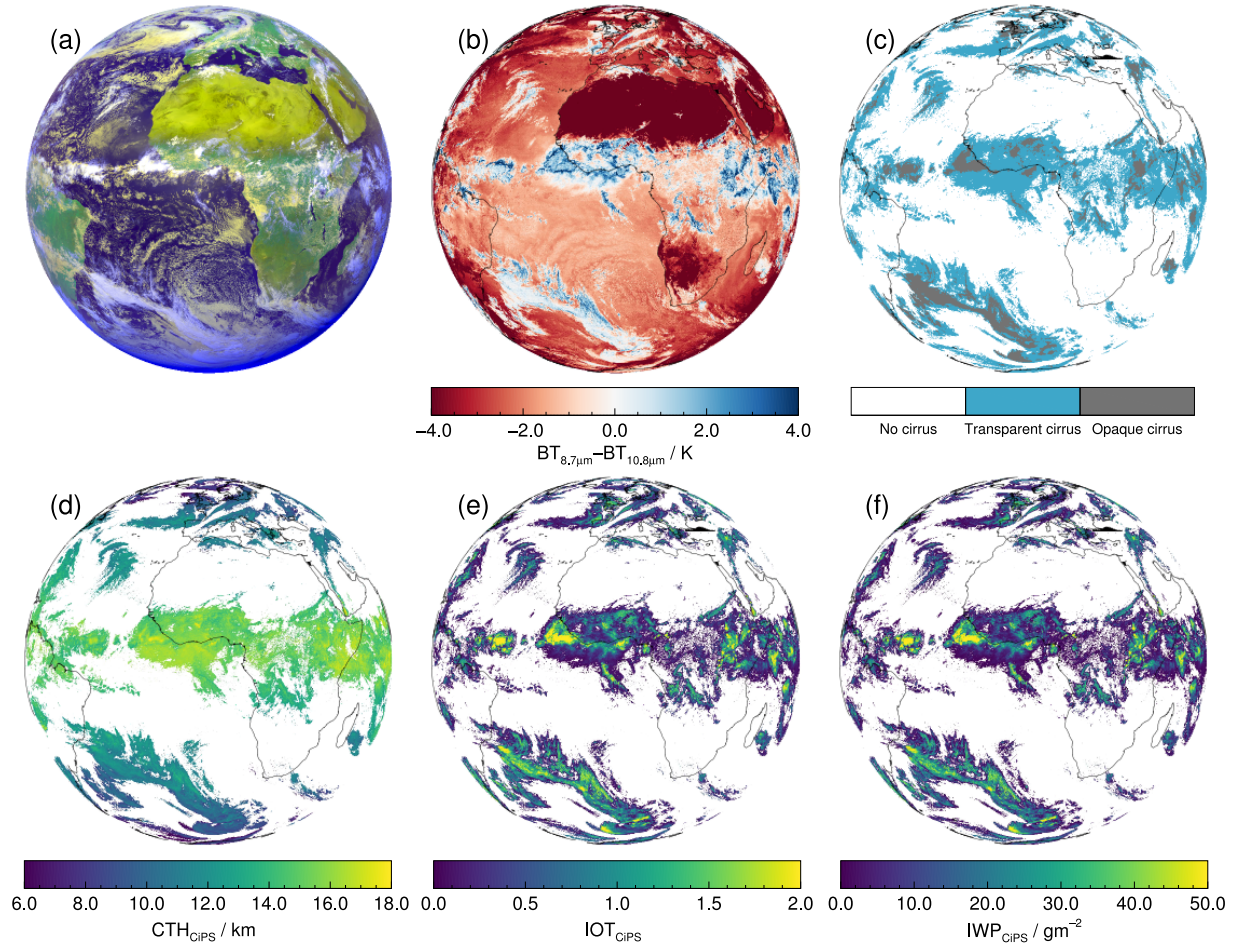 (a)
(b)
(c)
−4.0 −2.0 0.0 2.0 4.0
BT8.7μm−BT10.8μm / K
No cirrus Transparent cirrus Opaque cirrus
(d)
(e)
(f)
6.0 8.0 10.0 12.0 14.0 16.0 18.0
CTHCiPS / km
0.0 0.5 1.0 1.5 2.0
IOTCiPS
0.0 10.0 20.0 30.0 40.0 50.0
IWPCiPS / gm−2